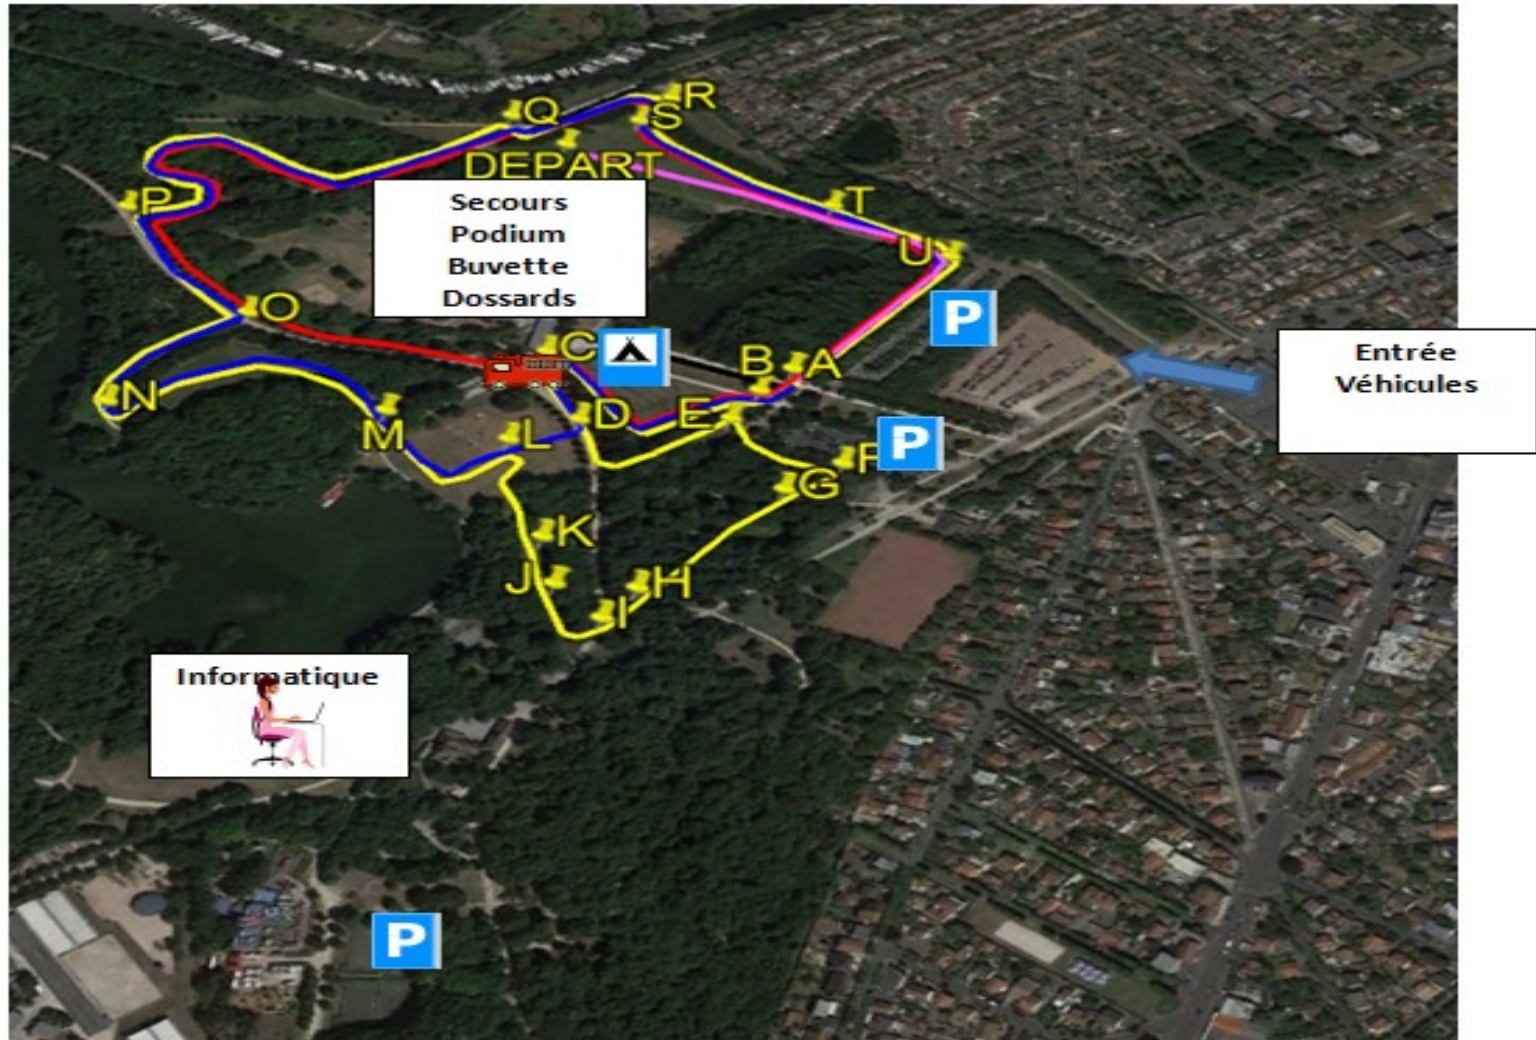 R
Q
S
DEPART
P
T
Secours
Podium
Buvette
Dossards
U
O
P
C
B
A
Entrée
Véhicules
N
D
E
M
L
F
P
G
K
J
H
I
Informatique
P